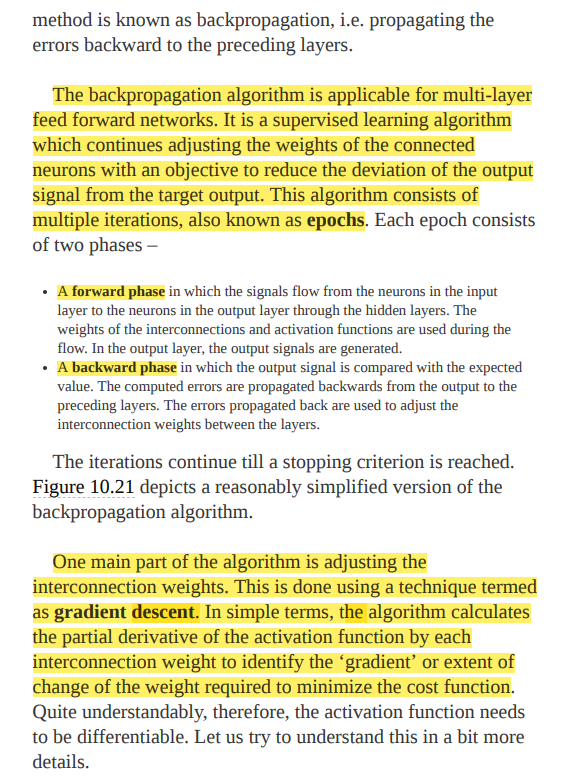 method is known as backpropagation, i.e. propagating the
errors backward to the preceding layers.
The backpropagation algorithm is applicable for multi-layer
feed forward networks. It is a supervised learning algorithm
which continues adjusting the weights of the connected
neurons with an objective to reduce the deviation of the output
signal from the target output. This algorithm consists of
multiple iterations, also known as epochs. Each epoch consists
of two phases –
• A forward phase in which the signals flow from the neurons in the input
layer to the neurons in the output layer through the hidden layers. The
weights of the interconnections and activation functions are used during the
flow. In the output layer, the output signals are generated.
• A backward phase in which the output signal is compared with the expected
value. The computed errors are propagated backwards from the output to the
preceding layers. The errors propagated back are used to adjust the
interconnection weights between the layers.
The iterations continue till a stopping criterion is reached.
Figure 10.21 depicts a reasonably simplified version of the
backpropagation algorithm.
One main part of the algorithm is adjusting the
interconnection weights. This is done using a technique termed
as gradient descent. In simple terms, the algorithm calculates
the partial derivative of the activation function by each
interconnection weight to identify the ‘gradient’ or extent of
change of the weight required to minimize the cost function.
Quite understandably, therefore, the activation function needs
to be differentiable. Let us try to understand this in a bit more
details.